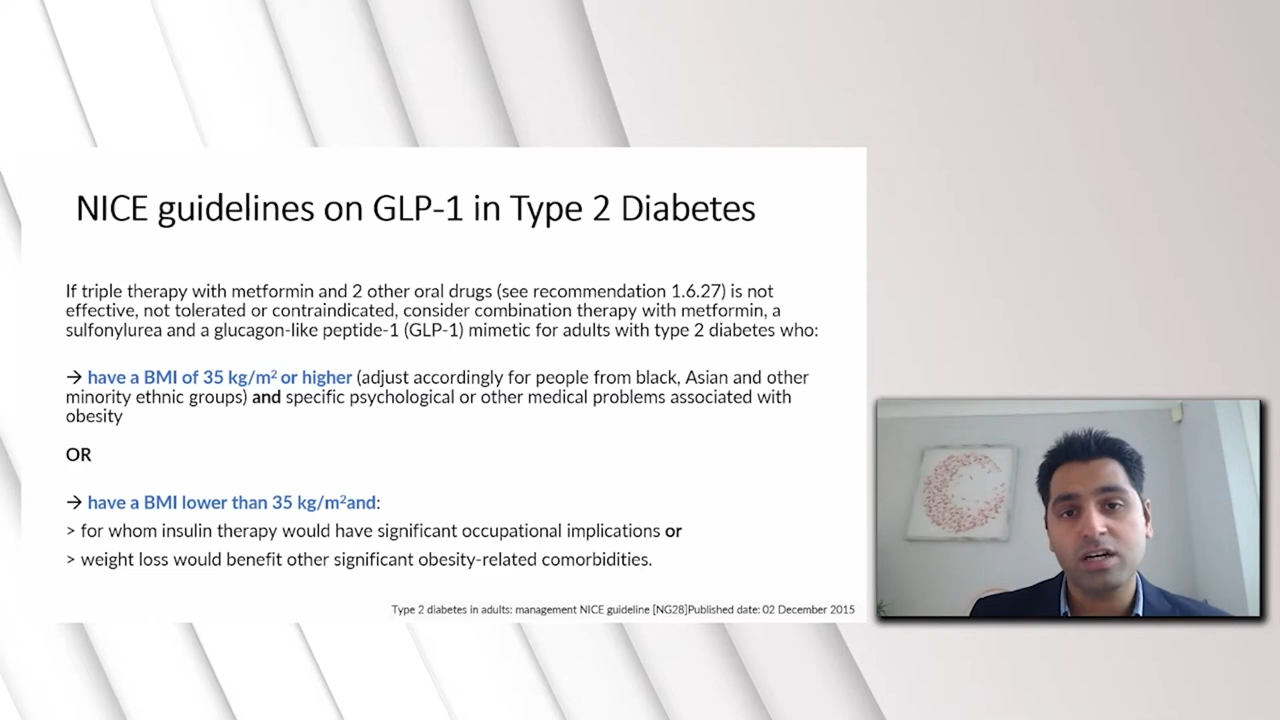 NICE guidelines on GLP-1 in Type 2 Diabetes
If triple therapy with metformin and 2 other oral drugs (see recommendation 1.6.27) is not
effective, not tolerated or contraindicated, consider combination therapy with metformin, a
sulfonylurea and a glucagon-like peptide-1 (GLP-1) mimetic for adults with type 2 diabetes who:
→ have a BMI of 35 kg/m² or higher (adjust accordingly for people from black, Asian and other
minority ethnic groups) and specific psychological or other medical problems associated with
obesity
OR
→ have a BMI lower than 35 kg/m²and:
> for whom insulin therapy would have significant occupational implications or
> weight loss would benefit other significant obesity-related comorbidities.
Type 2 diabetes in adults: management NICE guideline [NG28]Published date: 02 December 2015